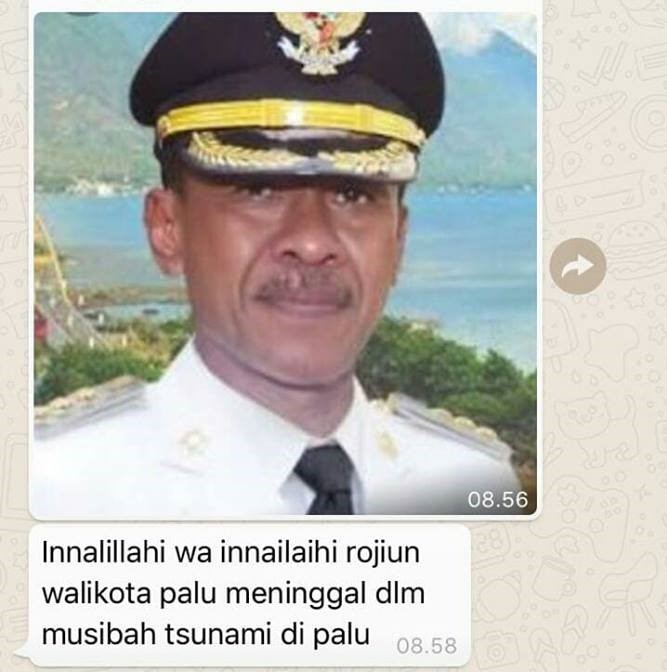 08.56
Innalillahi wa innailaihi rojiun
walikota palu meninggal dlm
musibah tsunami di palu 08.58